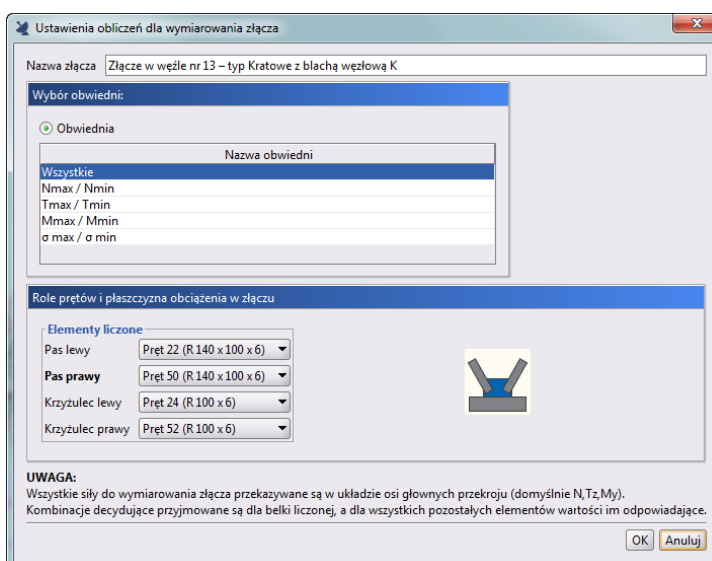 Ustawienia obliczeń dla wymiarowania złącza
Nazwa złącza Złącze w węźle nr 13 – typ Kratowe z blachą węzłową K
Wybór obwiedni:
Obwiednia
Nazwa obwiedni
Wszystkie
Nmax / Nmin
Tmax / Tmin
Mmax / Mmin
σ max / σ min
Role prętów i płaszczyzna obciążenia w złączu
Elementy liczone
Pas lewy Pręt 22 (R 140 x 100 x 6)
Pas prawy Pręt 50 (R 140 x 100 x 6)
Krzyżulec lewy Pręt 24 (R 100 x 6)
Krzyżulec prawy Pręt 52 (R 100 x 6)
UWAGA:
Wszystkie siły do wymiarowania złącza przekazywane są w układzie osi głownych przekroju (domyślnie N,Tz,My).
Kombinacje decydujące przyjmowane są dla belki liczonej, a dla wszystkich pozostałych elementów wartości im odpowiadające.
OK Anuluj